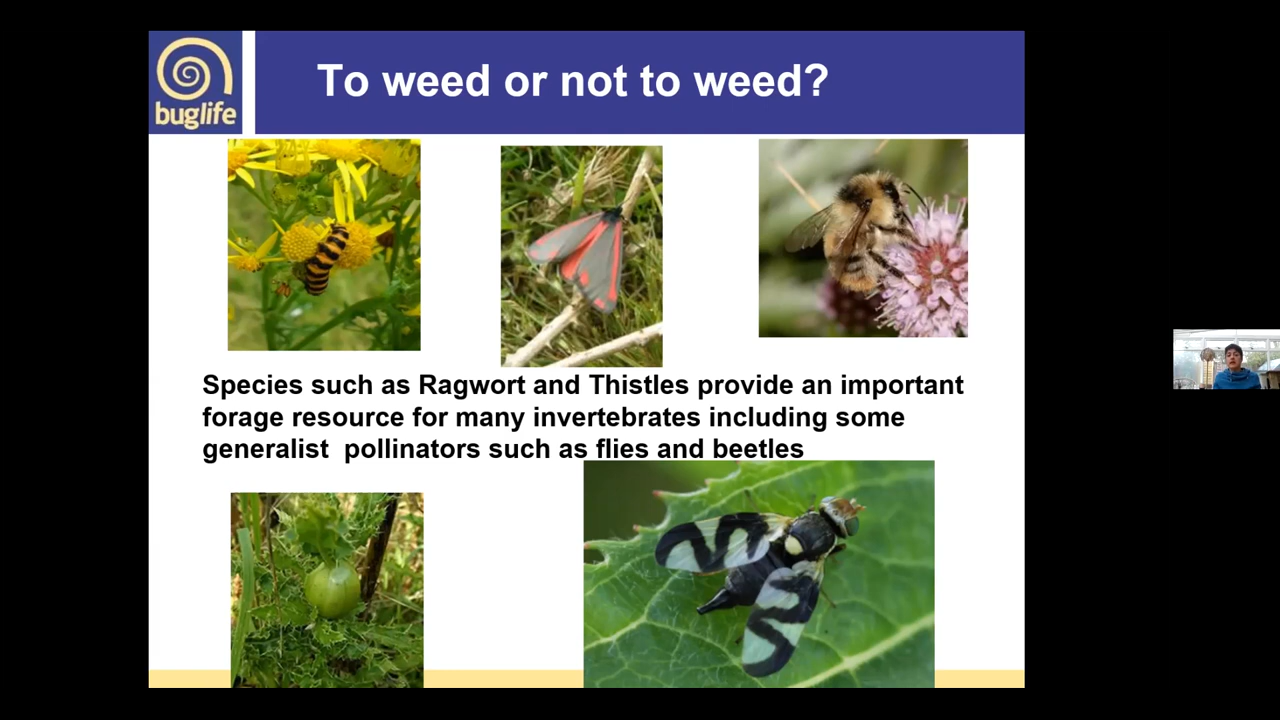 buglife
To weed or not to weed?
Species such as Ragwort and Thistles provide an important
forage resource for many invertebrates including some
generalist  pollinators such as flies and beetles